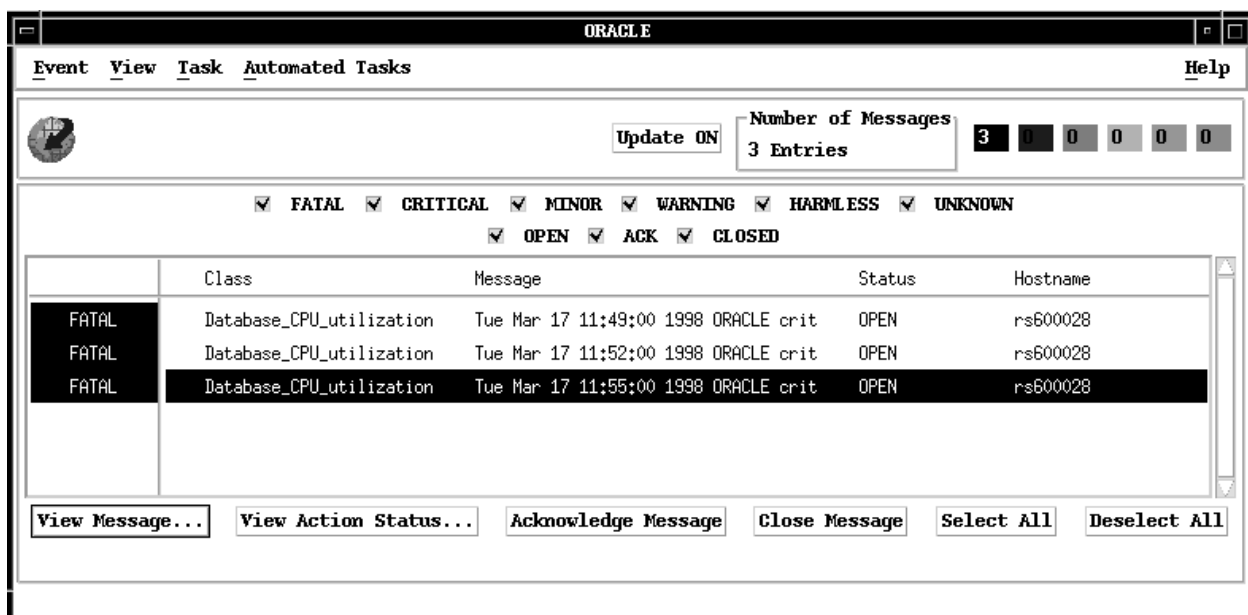 ORACLE
Event View Task Automated Tasks Help
Update ON
Number of Messages
3 Entries
3 0 0 0 0 0
FATAL CRITICAL MINOR WARNING HARMLESS UNKNOWN
OPEN ACK CLOSED
Class Message Status Hostname
FATAL Database_CPU_utilization Tue Mar 17 11:49:00 1998 ORACLE crit OPEN rs600028
FATAL Database_CPU_utilization Tue Mar 17 11:52:00 1998 ORACLE crit OPEN rs600028
FATAL Database_CPU_utilization Tue Mar 17 11:55:00 1998 ORACLE crit OPEN rs600028
View Message... View Action Status... Acknowledge Message Close Message Select All Deselect All